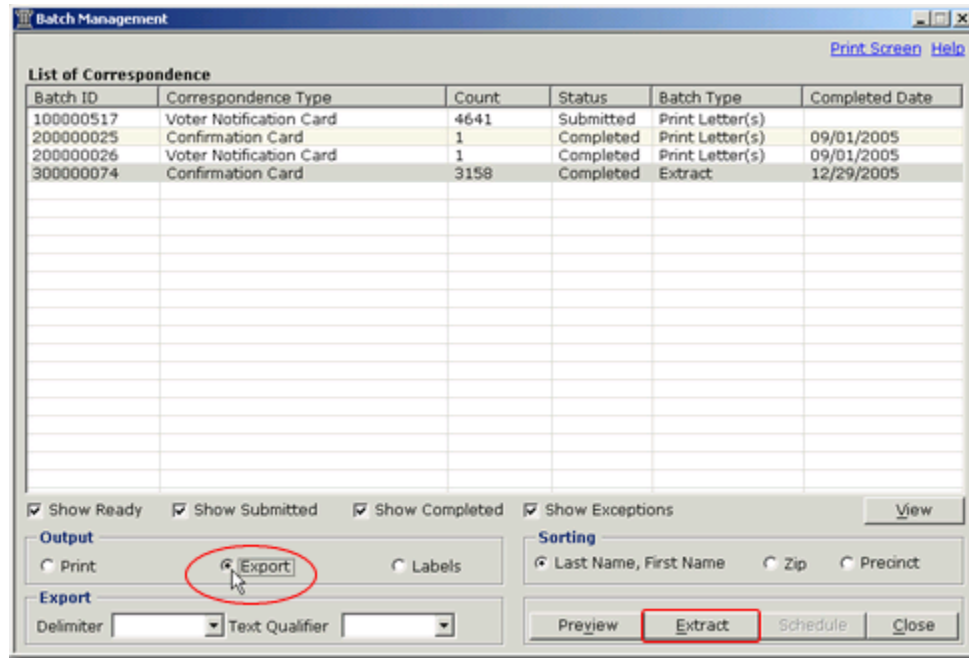 Batch Management
Print Screen Help
List of Correspondence
Batch ID Correspondence Type Count Status Batch Type Completed Date
100000517 Voter Notification Card 4641 Submitted Print Letter(s)
200000025 Confirmation Card 1 Completed Print Letter(s) 09/01/2005
200000026 Voter Notification Card 1 Completed Print Letter(s) 09/01/2005
300000074 Confirmation Card 3158 Completed Extract 12/29/2005
Show Ready Show Submitted Show Completed Show Exceptions View
Output Sorting
Print Export Labels Last Name, First Name Zip Precinct
Export
Delimiter Text Qualifier Preview Extract Schedule Close